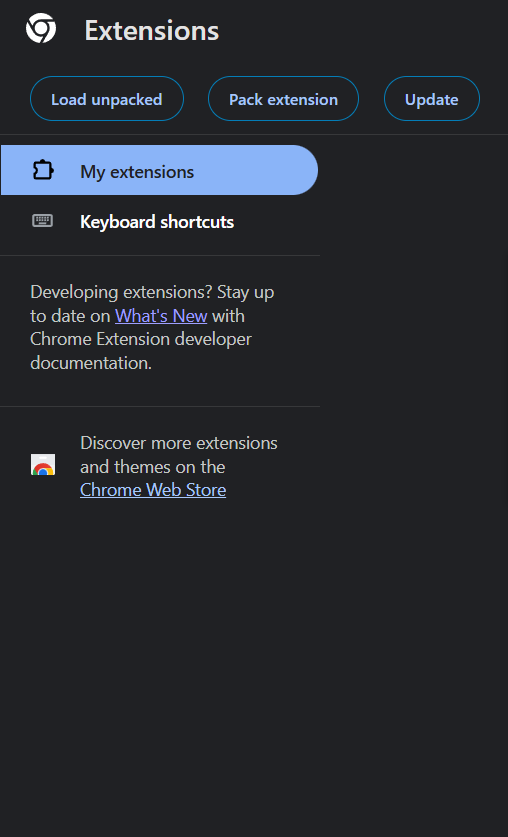 Extensions
Load unpacked
Pack extension
Update
My extensions
Keyboard shortcuts
Developing extensions? Stay up
to date on What's New with
Chrome Extension developer
documentation.
Discover more extensions
and themes on the
Chrome Web Store